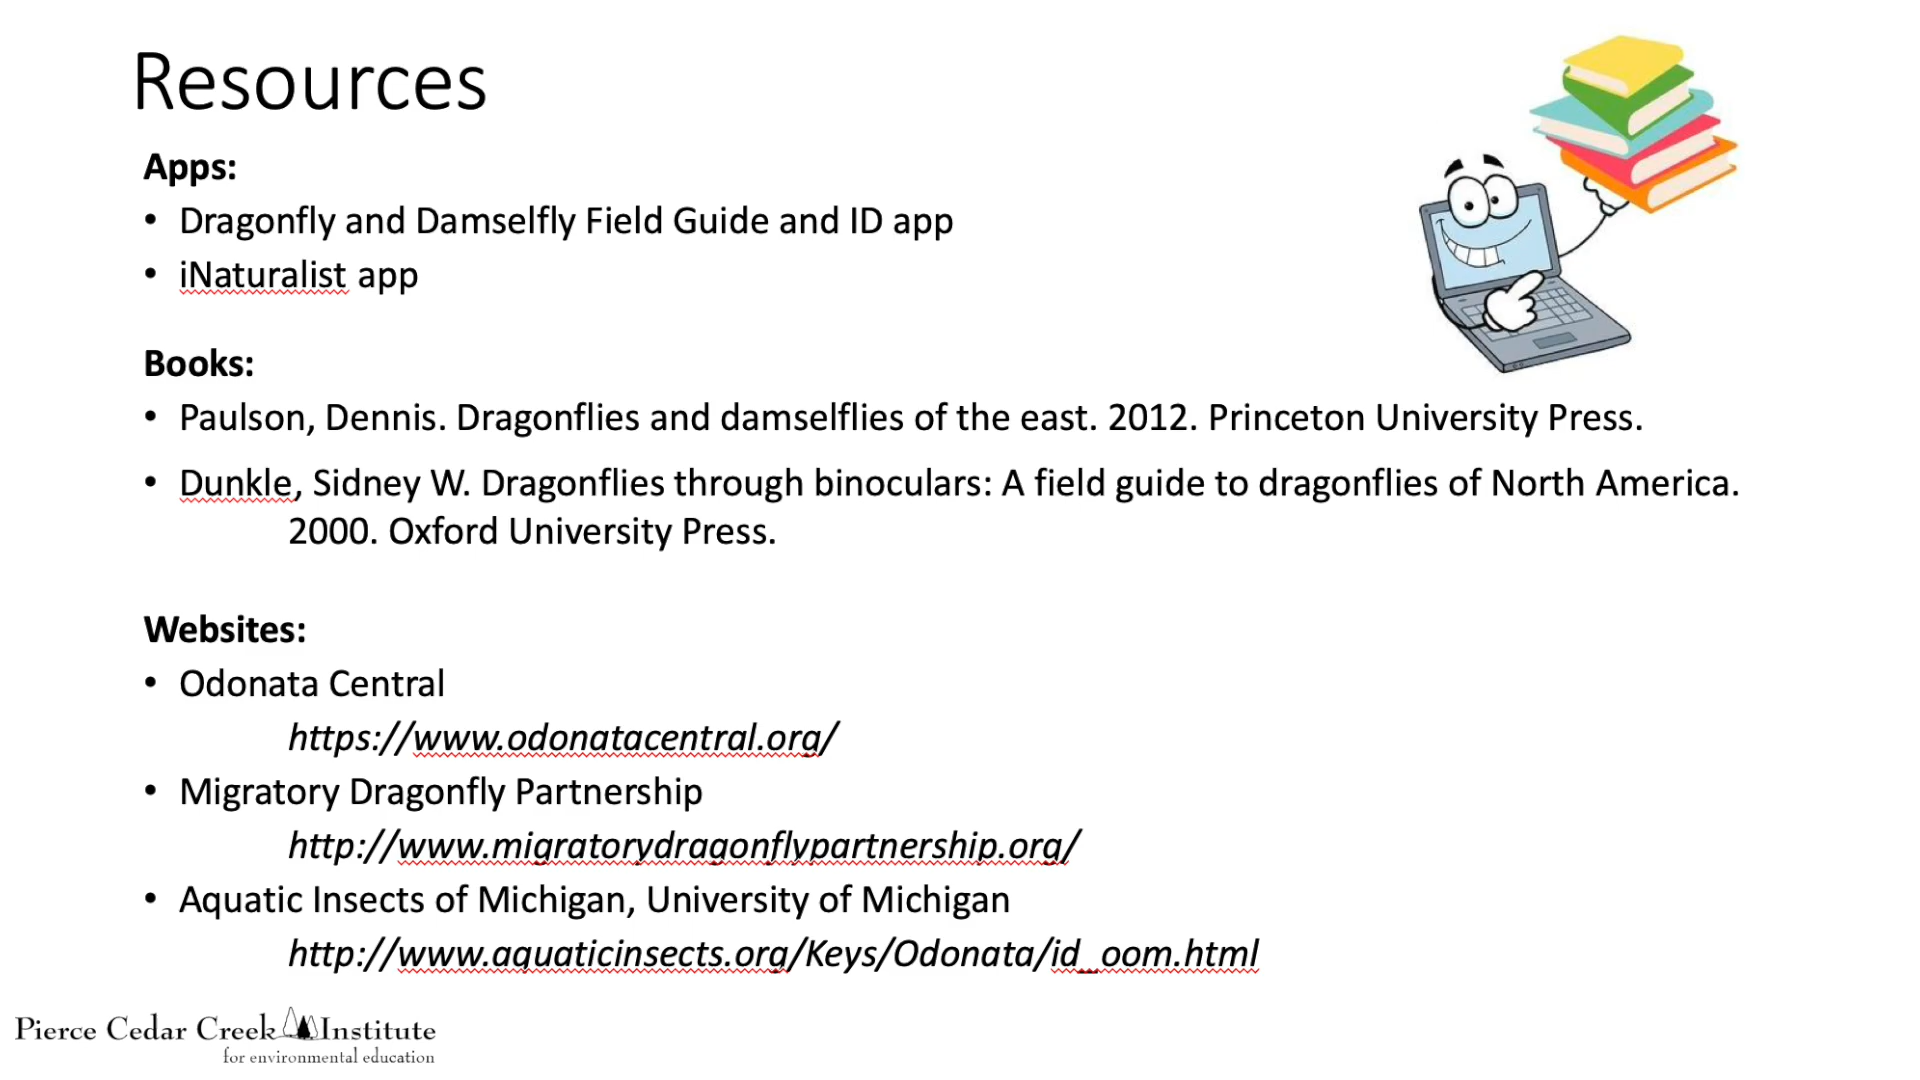 Resources
Apps:
• Dragonfly and Damselfly Field Guide and ID app
• iNaturalist app
Books:
• Paulson, Dennis. Dragonflies and damselflies of the east. 2012. Princeton University Press.
• Dunkle, Sidney W. Dragonflies through binoculars: A field guide to dragonflies of North America.
2000. Oxford University Press.
Websites:
• Odonata Central
https://www.odonatacentral.org/
• Migratory Dragonfly Partnership
http://www.migratorydragonflypartnership.org/
• Aquatic Insects of Michigan, University of Michigan
http://www.aquaticinsects.org/Keys/Odonata/id_oom.html
Pierce Cedar Creek Institute
for environmental education